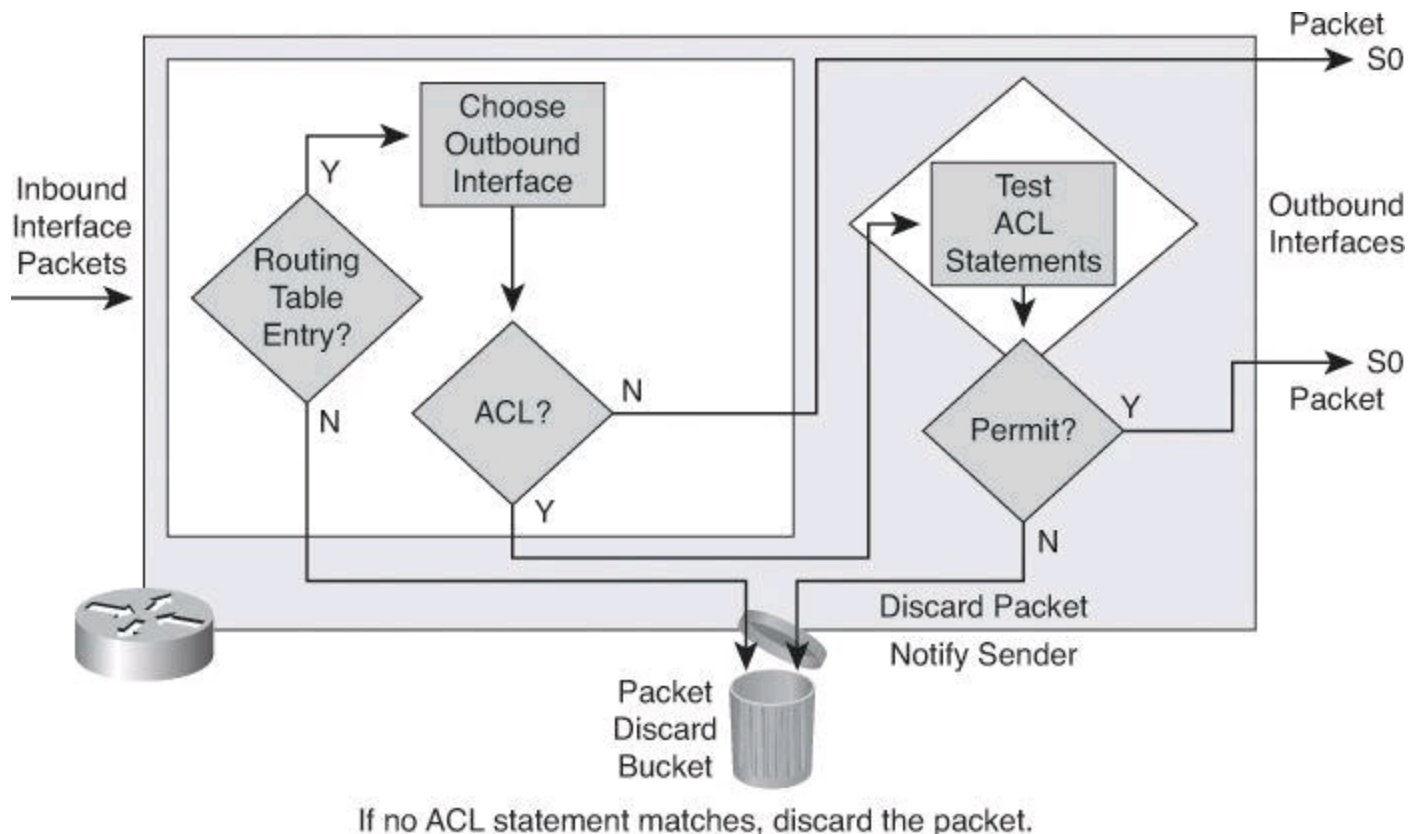 Packet
S0
Choose
Outbound
Interface
Y
Inbound
Interface
Packets
Routing
Table
Entry?
Test
ACL
Statements
Outbound
Interfaces
S0
Packet
N
ACL?
N
Y
Permit?
Y
N
Discard Packet
Notify Sender
Packet
Discard
Bucket
If no ACL statement matches, discard the packet.